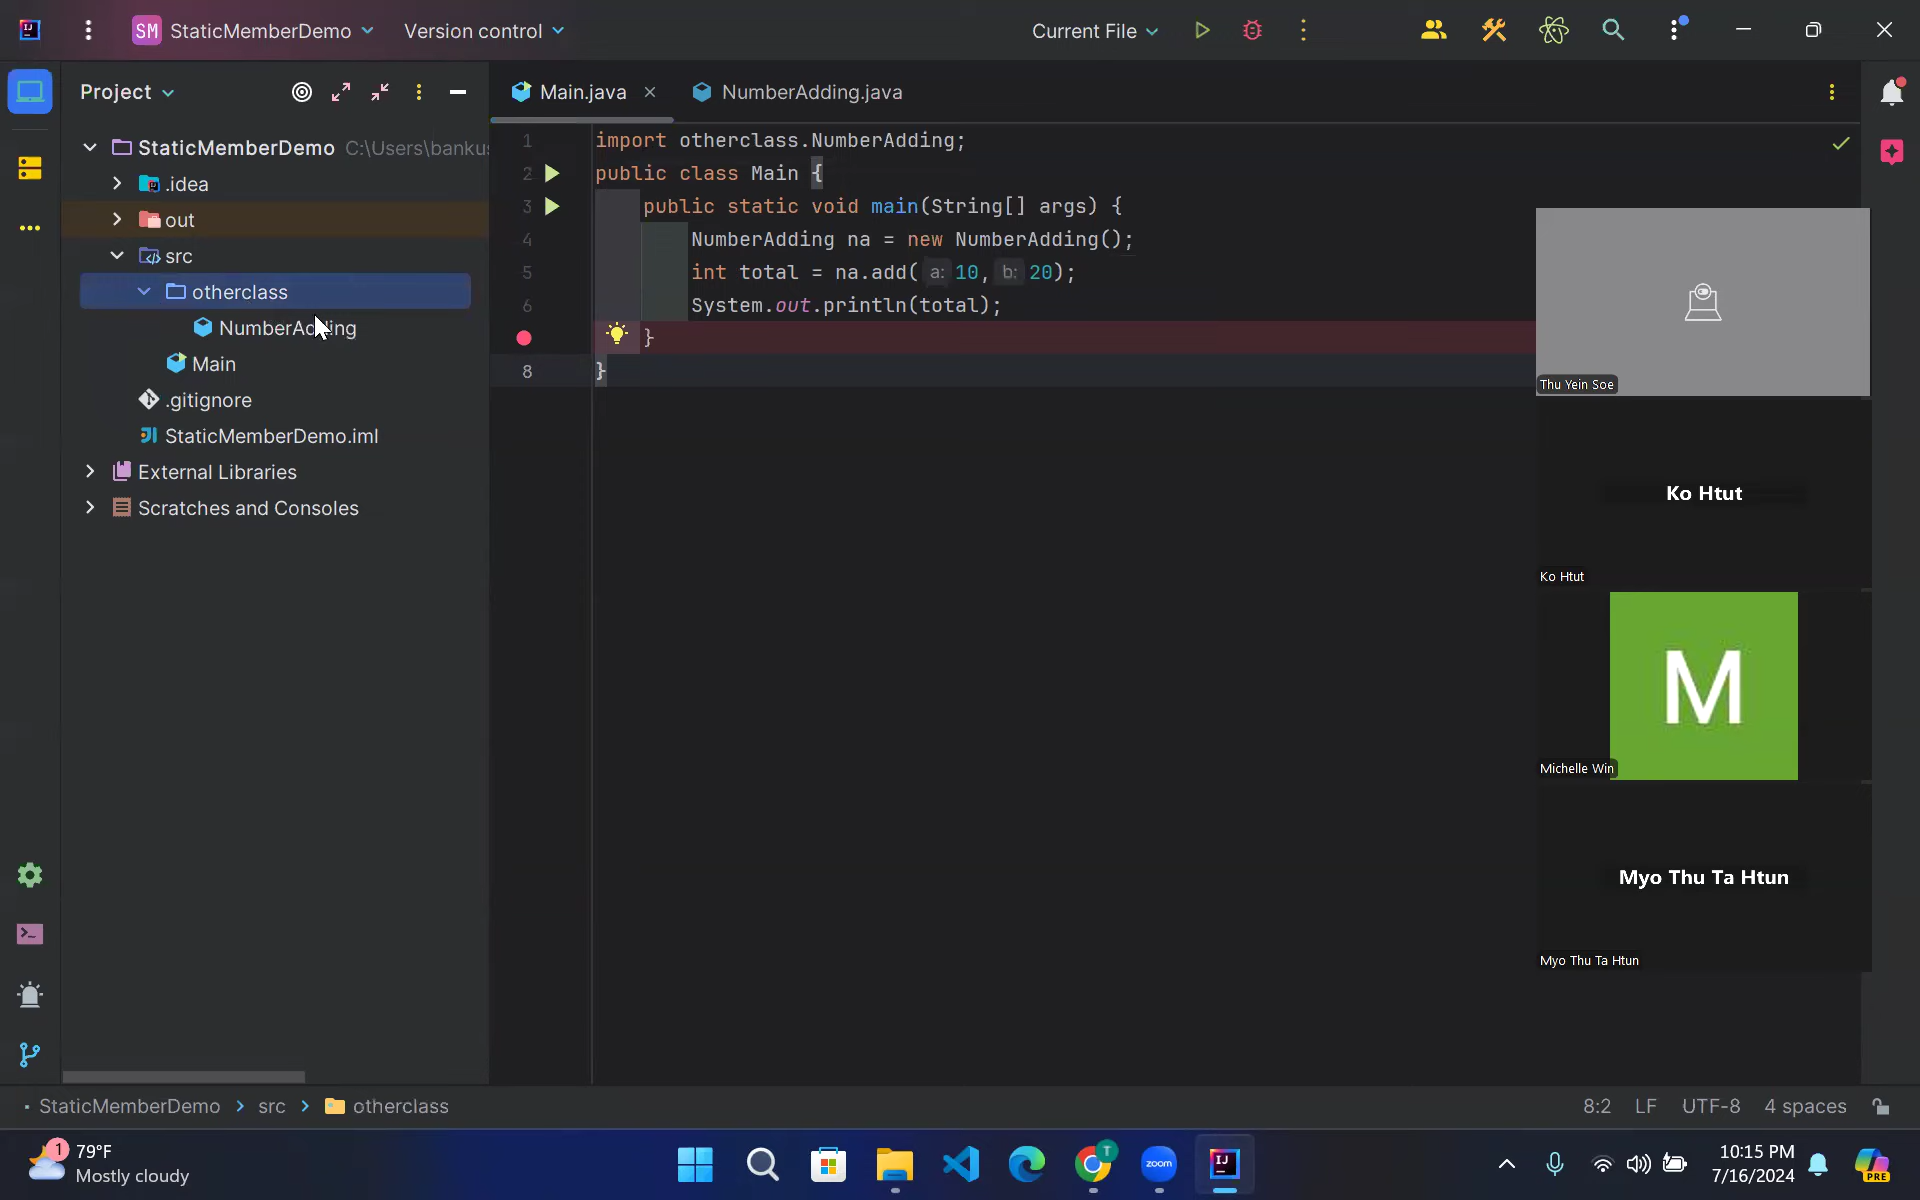 SM StaticMemberDemo
Version control
Current File
Project
StaticMemberDemo C:\Users\banku
.idea
out
src
otherclass
NumberAdding
Main
.gitignore
StaticMemberDemo.iml
External Libraries
Scratches and Consoles
Main.java
NumberAdding.java
1 import otherclass.NumberAdding;
2 public class Main {
3 public static void main(String[] args) {
4 NumberAdding na = new NumberAdding();
5 int total = na.add( a: 10, b: 20);
6 System.out.println(total);
}
8 }
Thu Yein Soe
Ko Htut
Ko Htut
M
Michelle Win
Myo Thu Ta Htun
Myo Thu Ta Htun
StaticMemberDemo > src > otherclass
8:2 LF UTF-8 4 spaces
1
79°F
Mostly cloudy
T
zoom
IJ
10:15 PM
7/16/2024
PRE